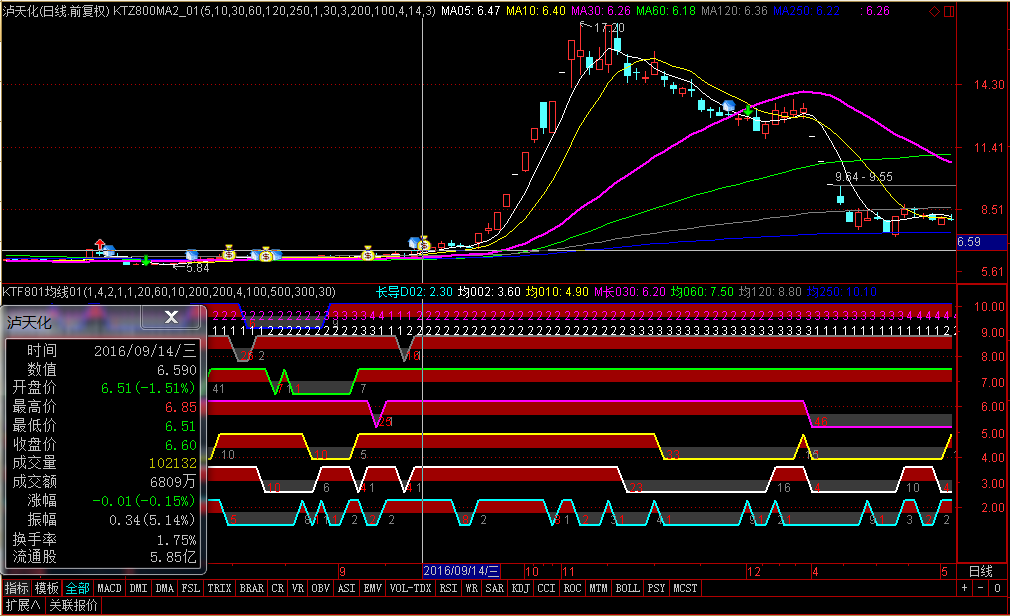 泸天化(日线.前复权) KTZ800MA2_01(5,10,30,60,120,250,1,30,3,200,100,4,14,3) MA05: 6.47 MA10: 6.40 MA30: 6.26 MA60: 6.18 MA120: 6.36 MA250: 6.22 : 6.26
17.20
14.30
11.41
9.64 - 9.55
8.51
6.59
5.84
5.61
KTF801均线01(1,4,2,1,1,20,60,10,200,200,4,100,500,300,30) 长导D02: 2.30 均002: 3.60 均010: 4.90 M长030: 6.20 均060: 7.50 均120: 8.80 均250: 10.10
10.00
9.00
8.00
7.00
6.00
5.00
4.00
3.00
2.00
泸天化 X
时间 2016/09/14/三
数值 6.590
开盘价 6.51(-1.51%)
最高价 6.85
最低价 6.51
收盘价 6.60
成交量 102132
成交额 6809万
涨幅 -0.01(-0.15%)
振幅 0.34(5.14%)
换手率 1.75%
流通股 5.85亿
2
41 7
10 5
6 16 10
2 2 2 2
9 2016/09/14/三 10 11 12 4 5 日线
指标 模板 全部 MACD DMI DMA FSL TRIX BRAR CR VR OBV ASI EMV VOL-TDX RSI WR SAR KDJ CCI ROC MTM BOLL PSY MCST + - 0
扩展∧ 关联报价